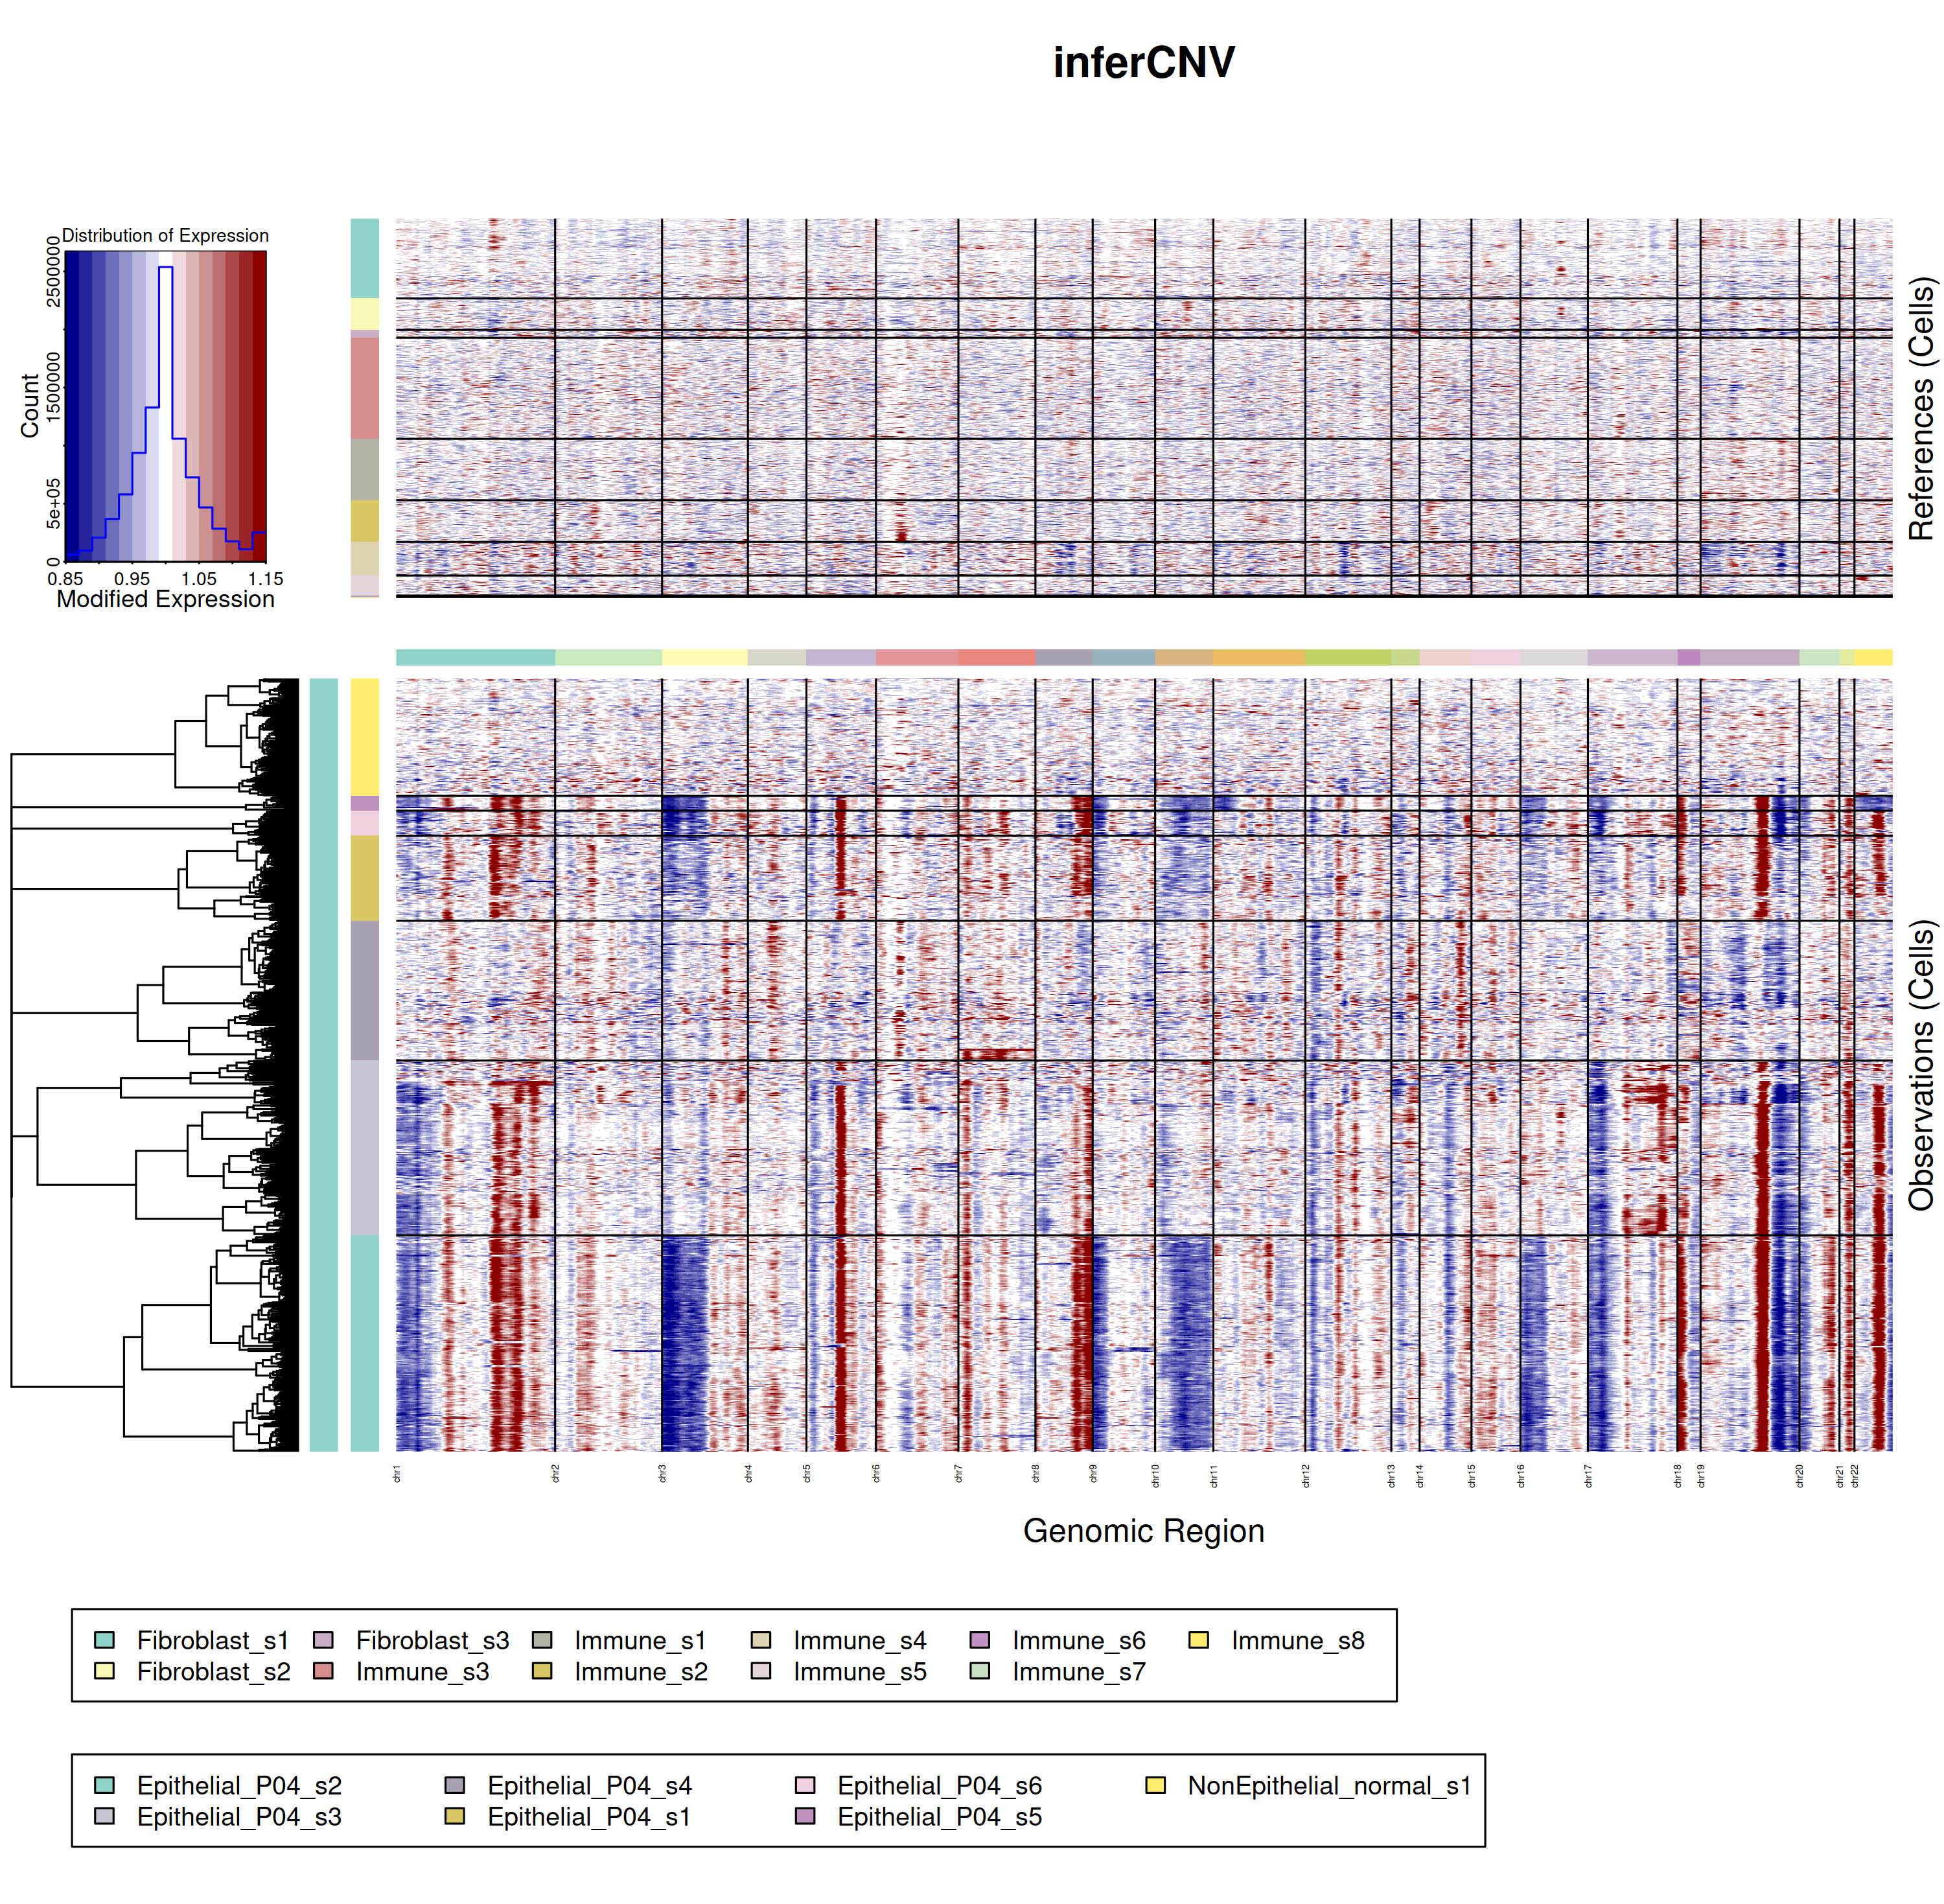 inferCNV
Distribution of Expression
Count
0 5e+05 1500000 2500000
0.85 0.95 1.05 1.15
Modified Expression
References (Cells)
Observations (Cells)
chr1 chr2 chr3 chr4 chr5 chr6 chr7 chr8 chr9 chr10 chr11 chr12 chr13 chr14 chr15 chr16 chr17 chr18 chr19 chr20 chr21 chr22
Genomic Region
Fibroblast_s1 Fibroblast_s3 Immune_s1 Immune_s4 Immune_s6 Immune_s8
Fibroblast_s2 Immune_s3 Immune_s2 Immune_s5 Immune_s7
Epithelial_P04_s2 Epithelial_P04_s4 Epithelial_P04_s6 NonEpithelial_normal_s1
Epithelial_P04_s3 Epithelial_P04_s1 Epithelial_P04_s5